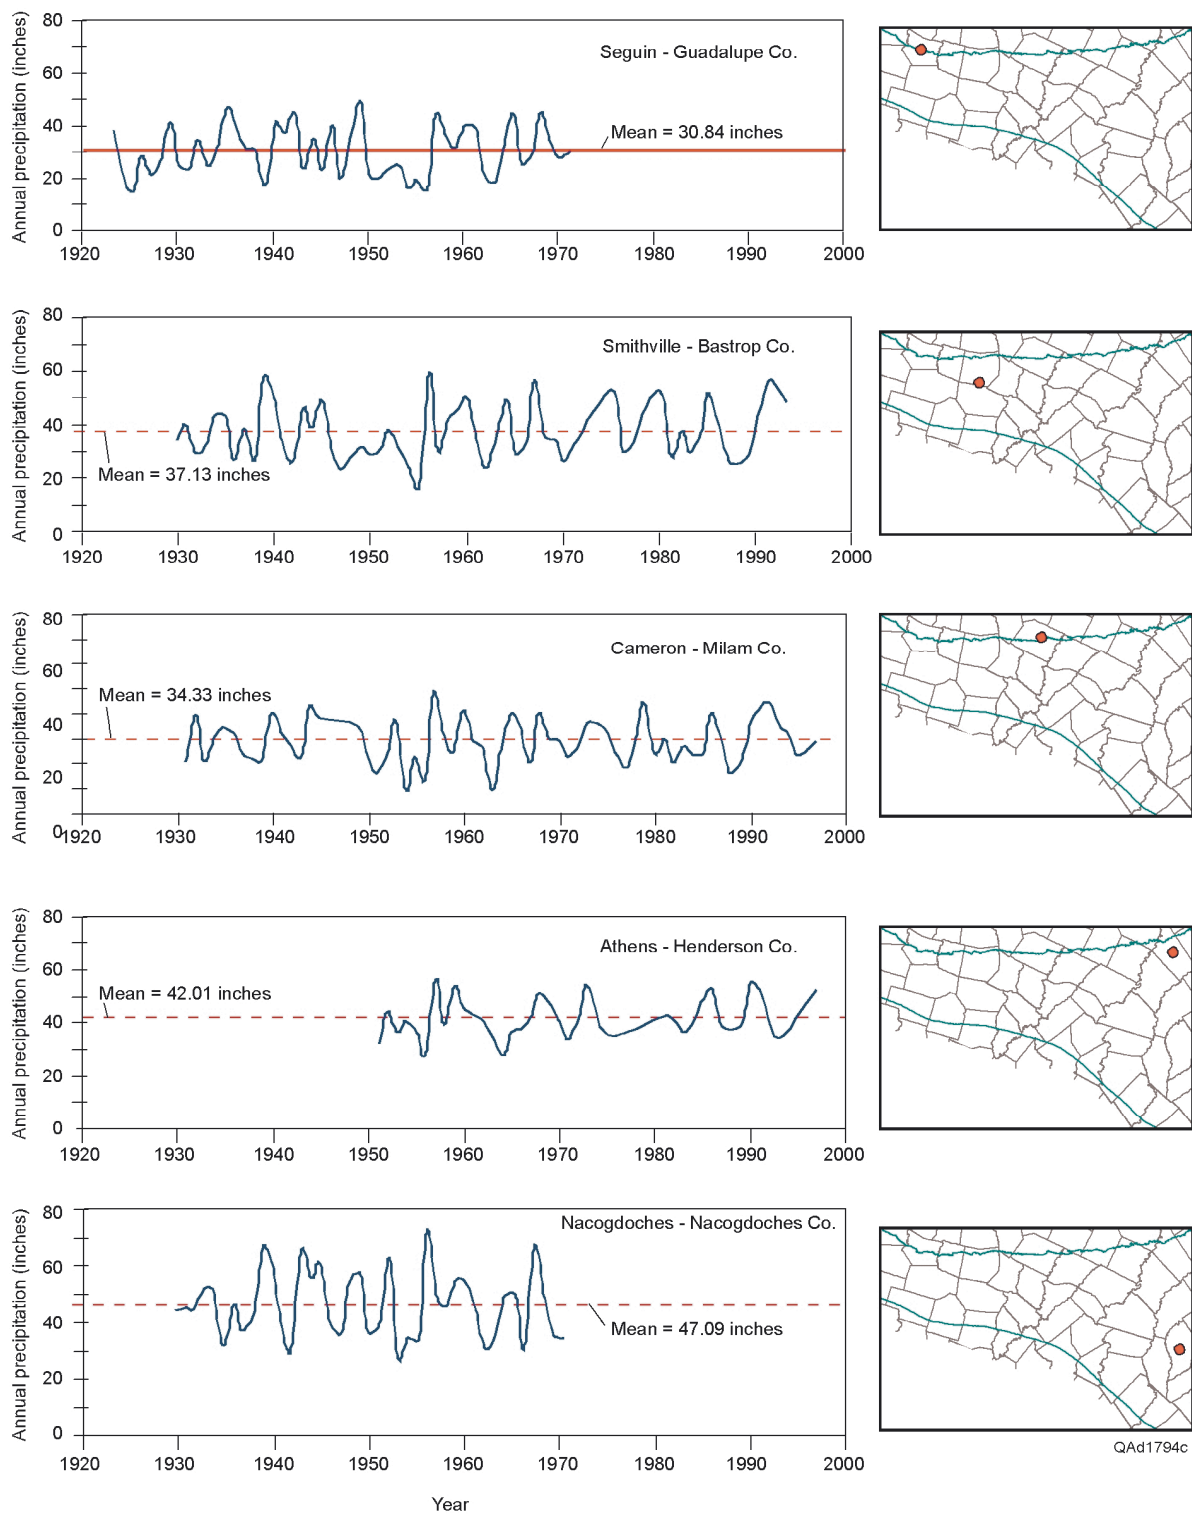 Annual precipitation (inches)
80
60
40
20
0
Seguin - Guadalupe Co.
Mean = 30.84 inches
1920 1930 1940 1950 1960 1970 1980 1990 2000
Annual precipitation (inches)
80
60
40
20
0
Smithville - Bastrop Co.
Mean = 37.13 inches
1920 1930 1940 1950 1960 1970 1980 1990 2000
Annual precipitation (inches)
80
60
40
20
0
Cameron - Milam Co.
Mean = 34.33 inches
1920 1930 1940 1950 1960 1970 1980 1990 2000
Annual precipitation (inches)
80
60
40
20
0
Athens - Henderson Co.
Mean = 42.01 inches
1920 1930 1940 1950 1960 1970 1980 1990 2000
Annual precipitation (inches)
80
60
40
20
0
Nacogdoches - Nacogdoches Co.
Mean = 47.09 inches
1920 1930 1940 1950 1960 1970 1980 1990 2000
QAd1794c
Year